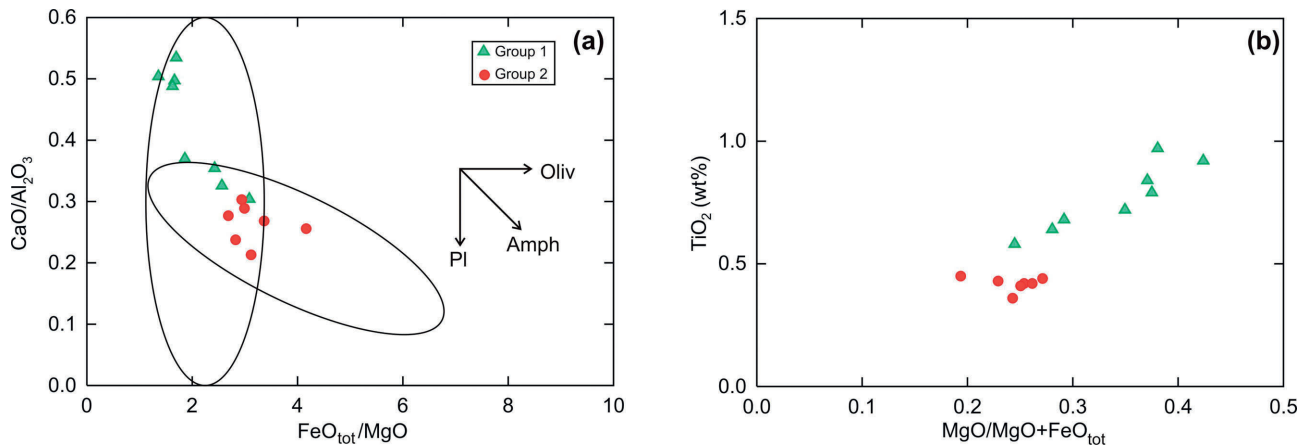 0.6
0.5
0.4
0.3
0.2
0.1
0.0
CaO/Al₂O₃
0
2
4
6
8
10
FeO_tot/MgO
(a)
Group 1
Group 2
Oliv
Amph
Pl
1.5
1.0
0.5
0.0
TiO₂ (wt%)
0.0
0.1
0.2
0.3
0.4
0.5
MgO/MgO+FeO_tot
(b)